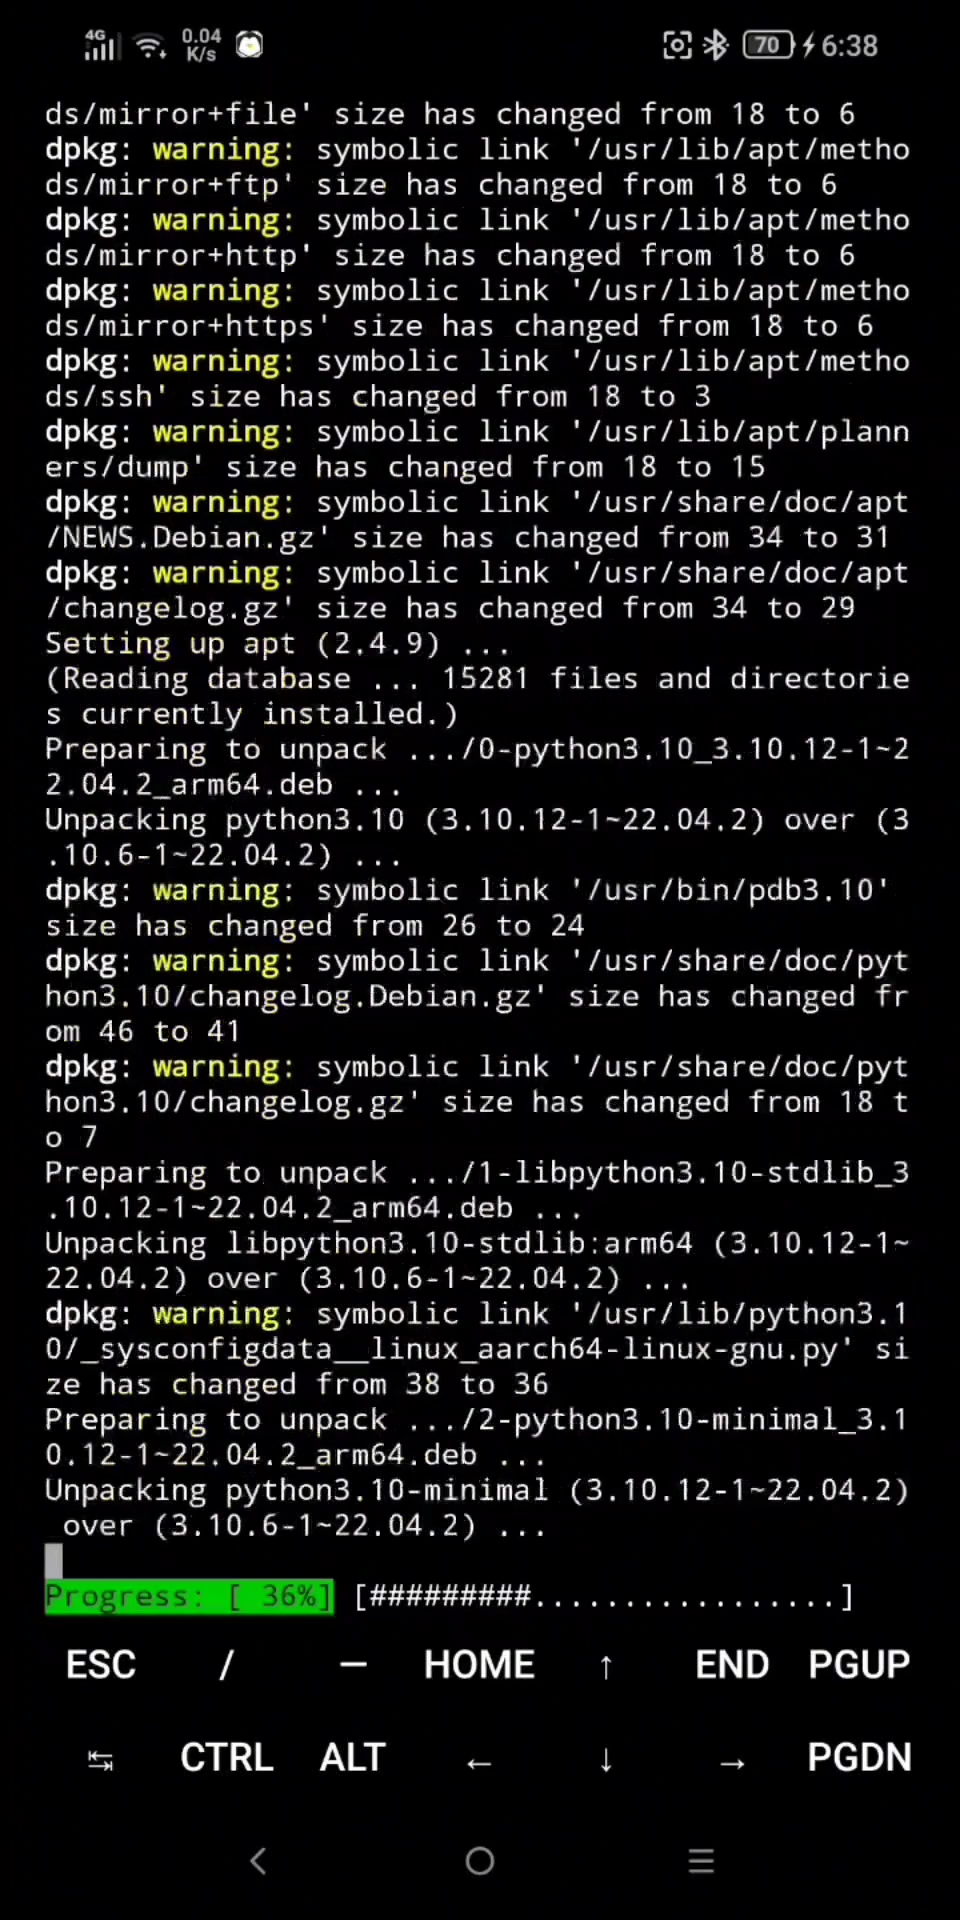 4G 0.04 K/s 70 6:38
ds/mirror+file' size has changed from 18 to 6
dpkg: warning: symbolic link '/usr/lib/apt/metho
ds/mirror+ftp' size has changed from 18 to 6
dpkg: warning: symbolic link '/usr/lib/apt/metho
ds/mirror+http' size has changed from 18 to 6
dpkg: warning: symbolic link '/usr/lib/apt/metho
ds/mirror+https' size has changed from 18 to 6
dpkg: warning: symbolic link '/usr/lib/apt/metho
ds/ssh' size has changed from 18 to 3
dpkg: warning: symbolic link '/usr/lib/apt/plann
ers/dump' size has changed from 18 to 15
dpkg: warning: symbolic link '/usr/share/doc/apt
/NEWS.Debian.gz' size has changed from 34 to 31
dpkg: warning: symbolic link '/usr/share/doc/apt
/changelog.gz' size has changed from 34 to 29
Setting up apt (2.4.9) ...
(Reading database ... 15281 files and directorie
s currently installed.)
Preparing to unpack .../0-python3.10_3.10.12-1~2
2.04.2_arm64.deb ...
Unpacking python3.10 (3.10.12-1~22.04.2) over (3
.10.6-1~22.04.2) ...
dpkg: warning: symbolic link '/usr/bin/pdb3.10'
size has changed from 26 to 24
dpkg: warning: symbolic link '/usr/share/doc/pyt
hon3.10/changelog.Debian.gz' size has changed fr
om 46 to 41
dpkg: warning: symbolic link '/usr/share/doc/pyt
hon3.10/changelog.gz' size has changed from 18 t
o 7
Preparing to unpack .../1-libpython3.10-stdlib_3
.10.12-1~22.04.2_arm64.deb ...
Unpacking libpython3.10-stdlib:arm64 (3.10.12-1~
22.04.2) over (3.10.6-1~22.04.2) ...
dpkg: warning: symbolic link '/usr/lib/python3.1
0/_sysconfigdata__linux_aarch64-linux-gnu.py' si
ze has changed from 38 to 36
Preparing to unpack .../2-python3.10-minimal_3.1
0.12-1~22.04.2_arm64.deb ...
Unpacking python3.10-minimal (3.10.12-1~22.04.2)
over (3.10.6-1~22.04.2) ...
Progress: [ 36%] [#########.................]
ESC / — HOME ↑ END PGUP
↹ CTRL ALT ← ↓ → PGDN